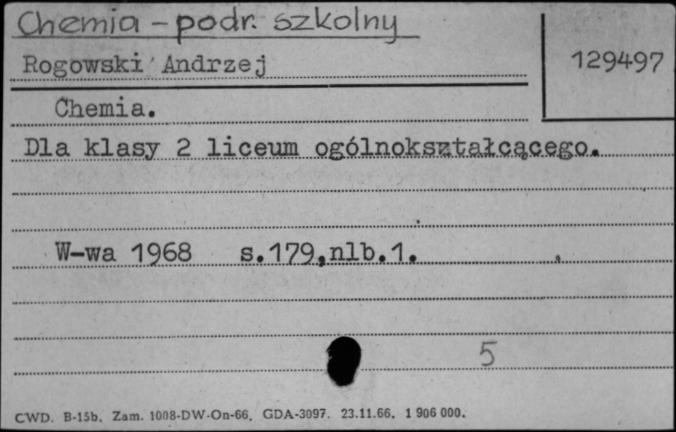 Chemia - podr. szkolny
Rogowski Andrzej
129497
Chemia.
Dla klasy 2 liceum ogólnokształcącego.
W-wa 1968 s.179,nlb.1.
5
CWD. B-15b. Zam. 1008-DW-On-66. GDA-3097. 23.11.66. 1 906 000.